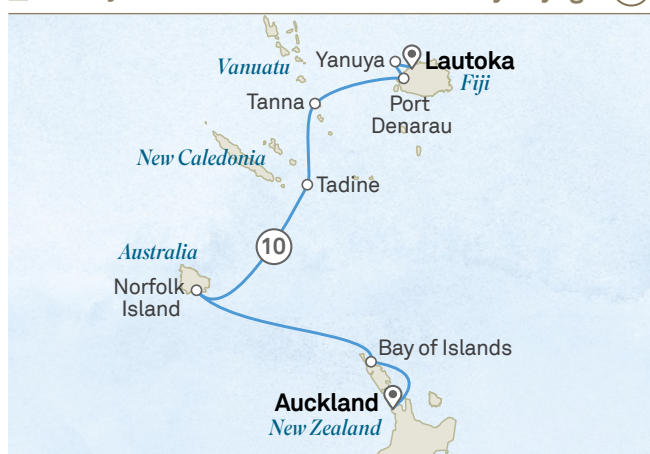 Vanuatu
Yanuya
Lautoka
Fiji
Tanna
Port
Denarau
New Caledonia
Tadine
10
Australia
Norfolk
Island
Bay of Islands
Auckland
New Zealand